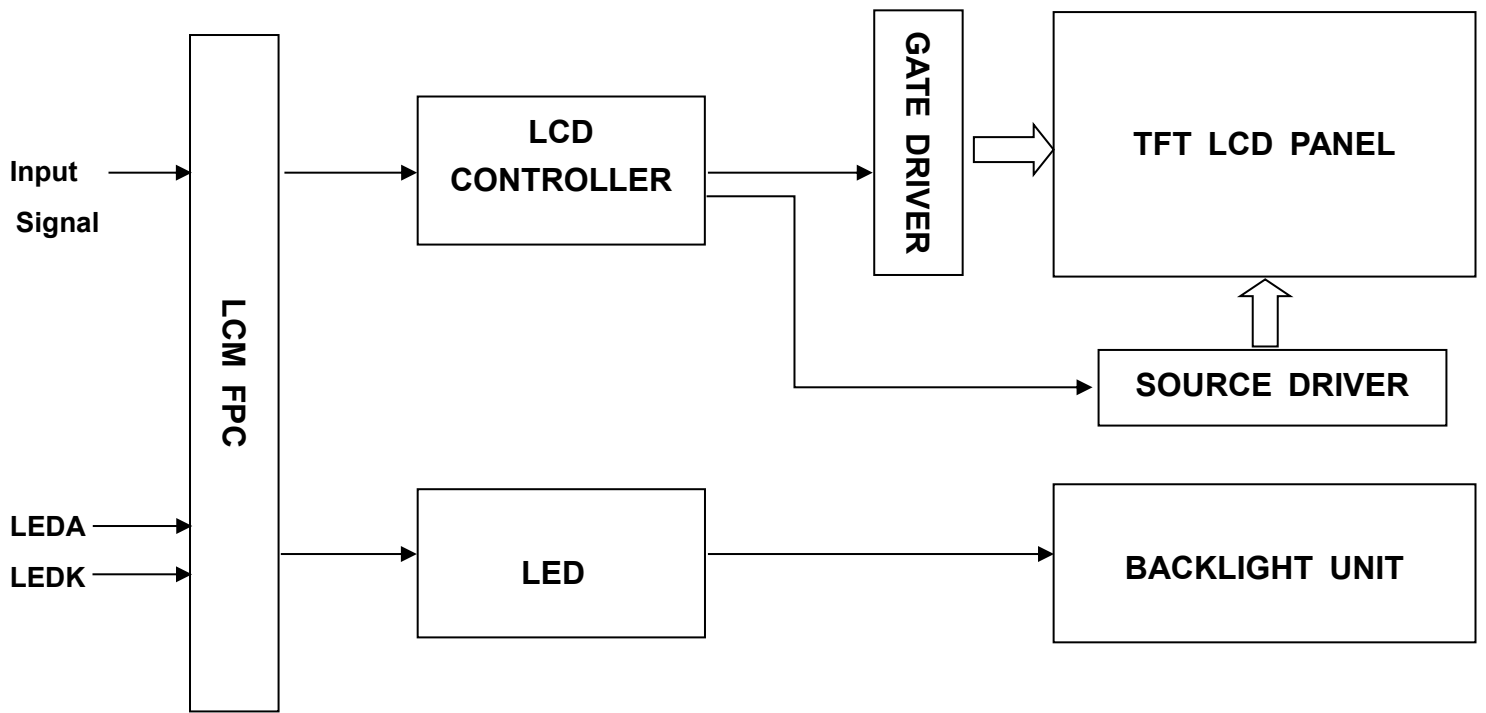 Input
Signal
LEDA
LEDK
LCM FPC
LCD
CONTROLLER
GATE DRIVER
TFT LCD PANEL
SOURCE DRIVER
LED
BACKLIGHT UNIT